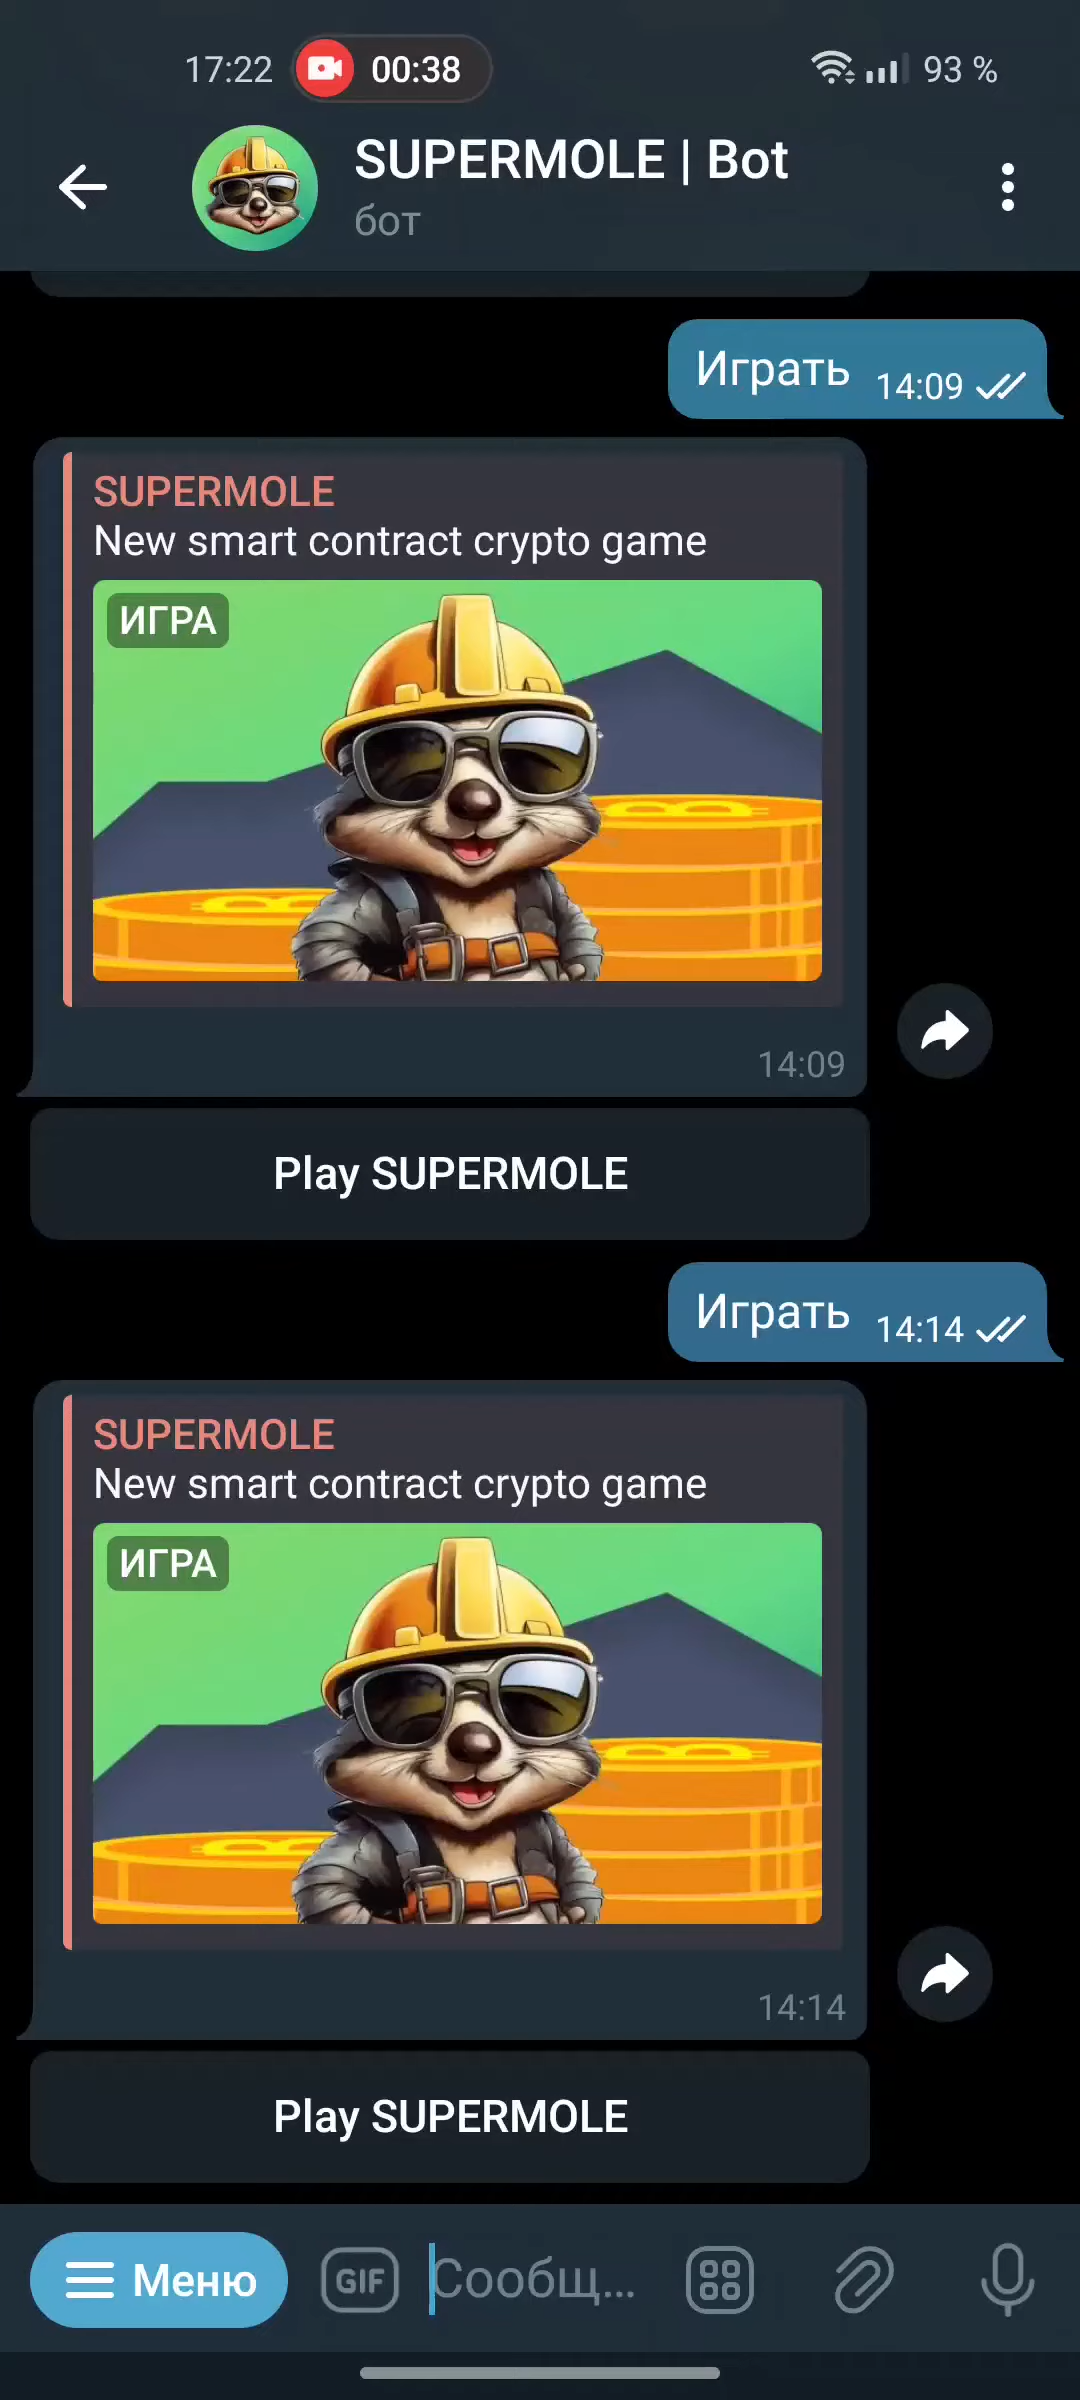 17:22
00:38
93 %
SUPERMOLE | Bot
бот
Играть 14:09
SUPERMOLE
New smart contract crypto game
ИГРА
14:09
Play SUPERMOLE
Играть 14:14
SUPERMOLE
New smart contract crypto game
ИГРА
14:14
Play SUPERMOLE
Меню
GIF
Сообщ...